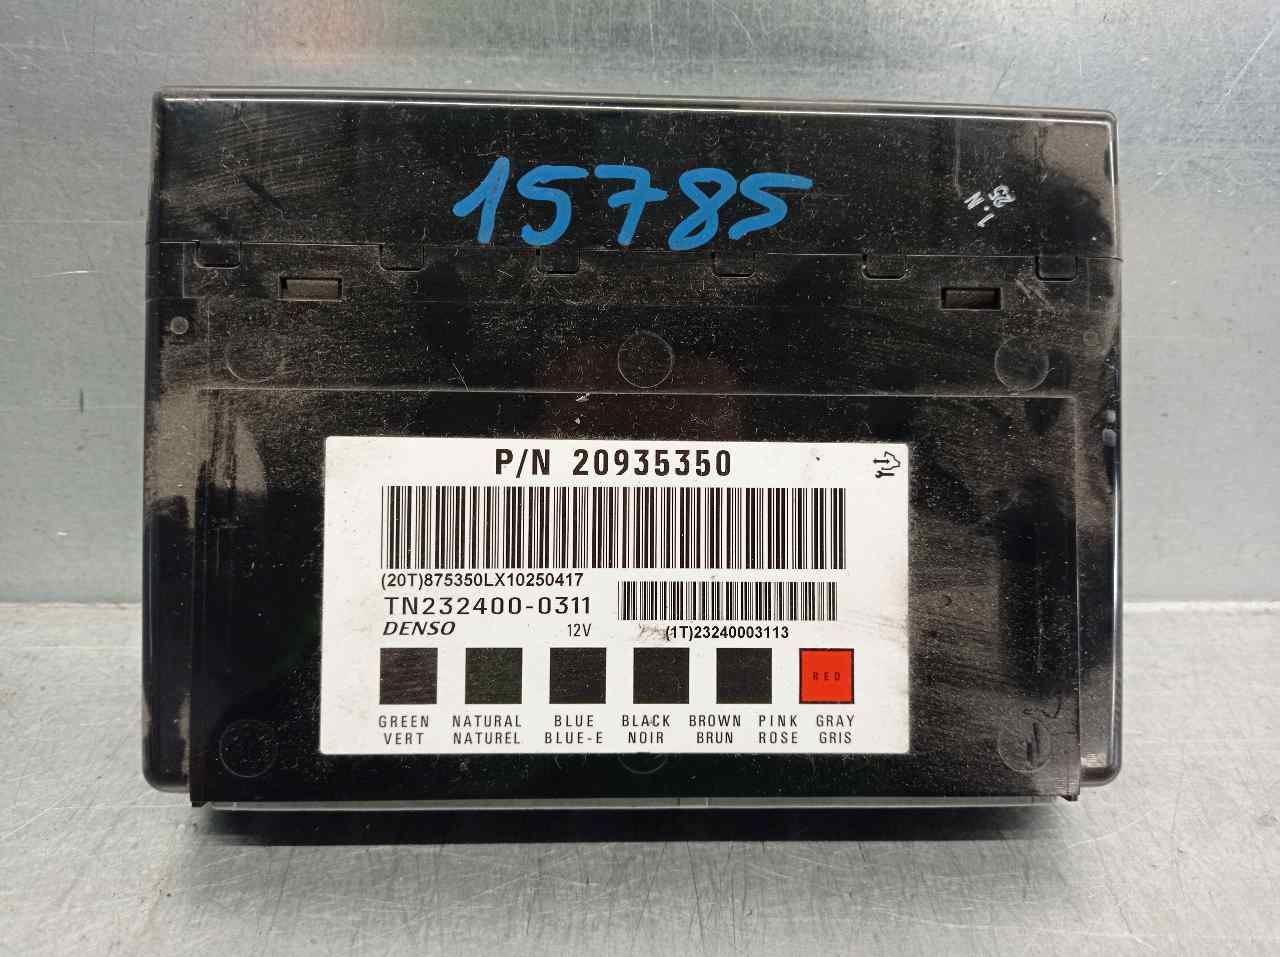 15785
P/N 20935350
(20T)875350LX10250417
TN232400-0311
DENSO 12V (1T)23240003113
RED
GREEN NATURAL BLUE BLACK BROWN PINK GRAY
VERT NATUREL BLUE-E NOIR BRUN ROSE GRIS